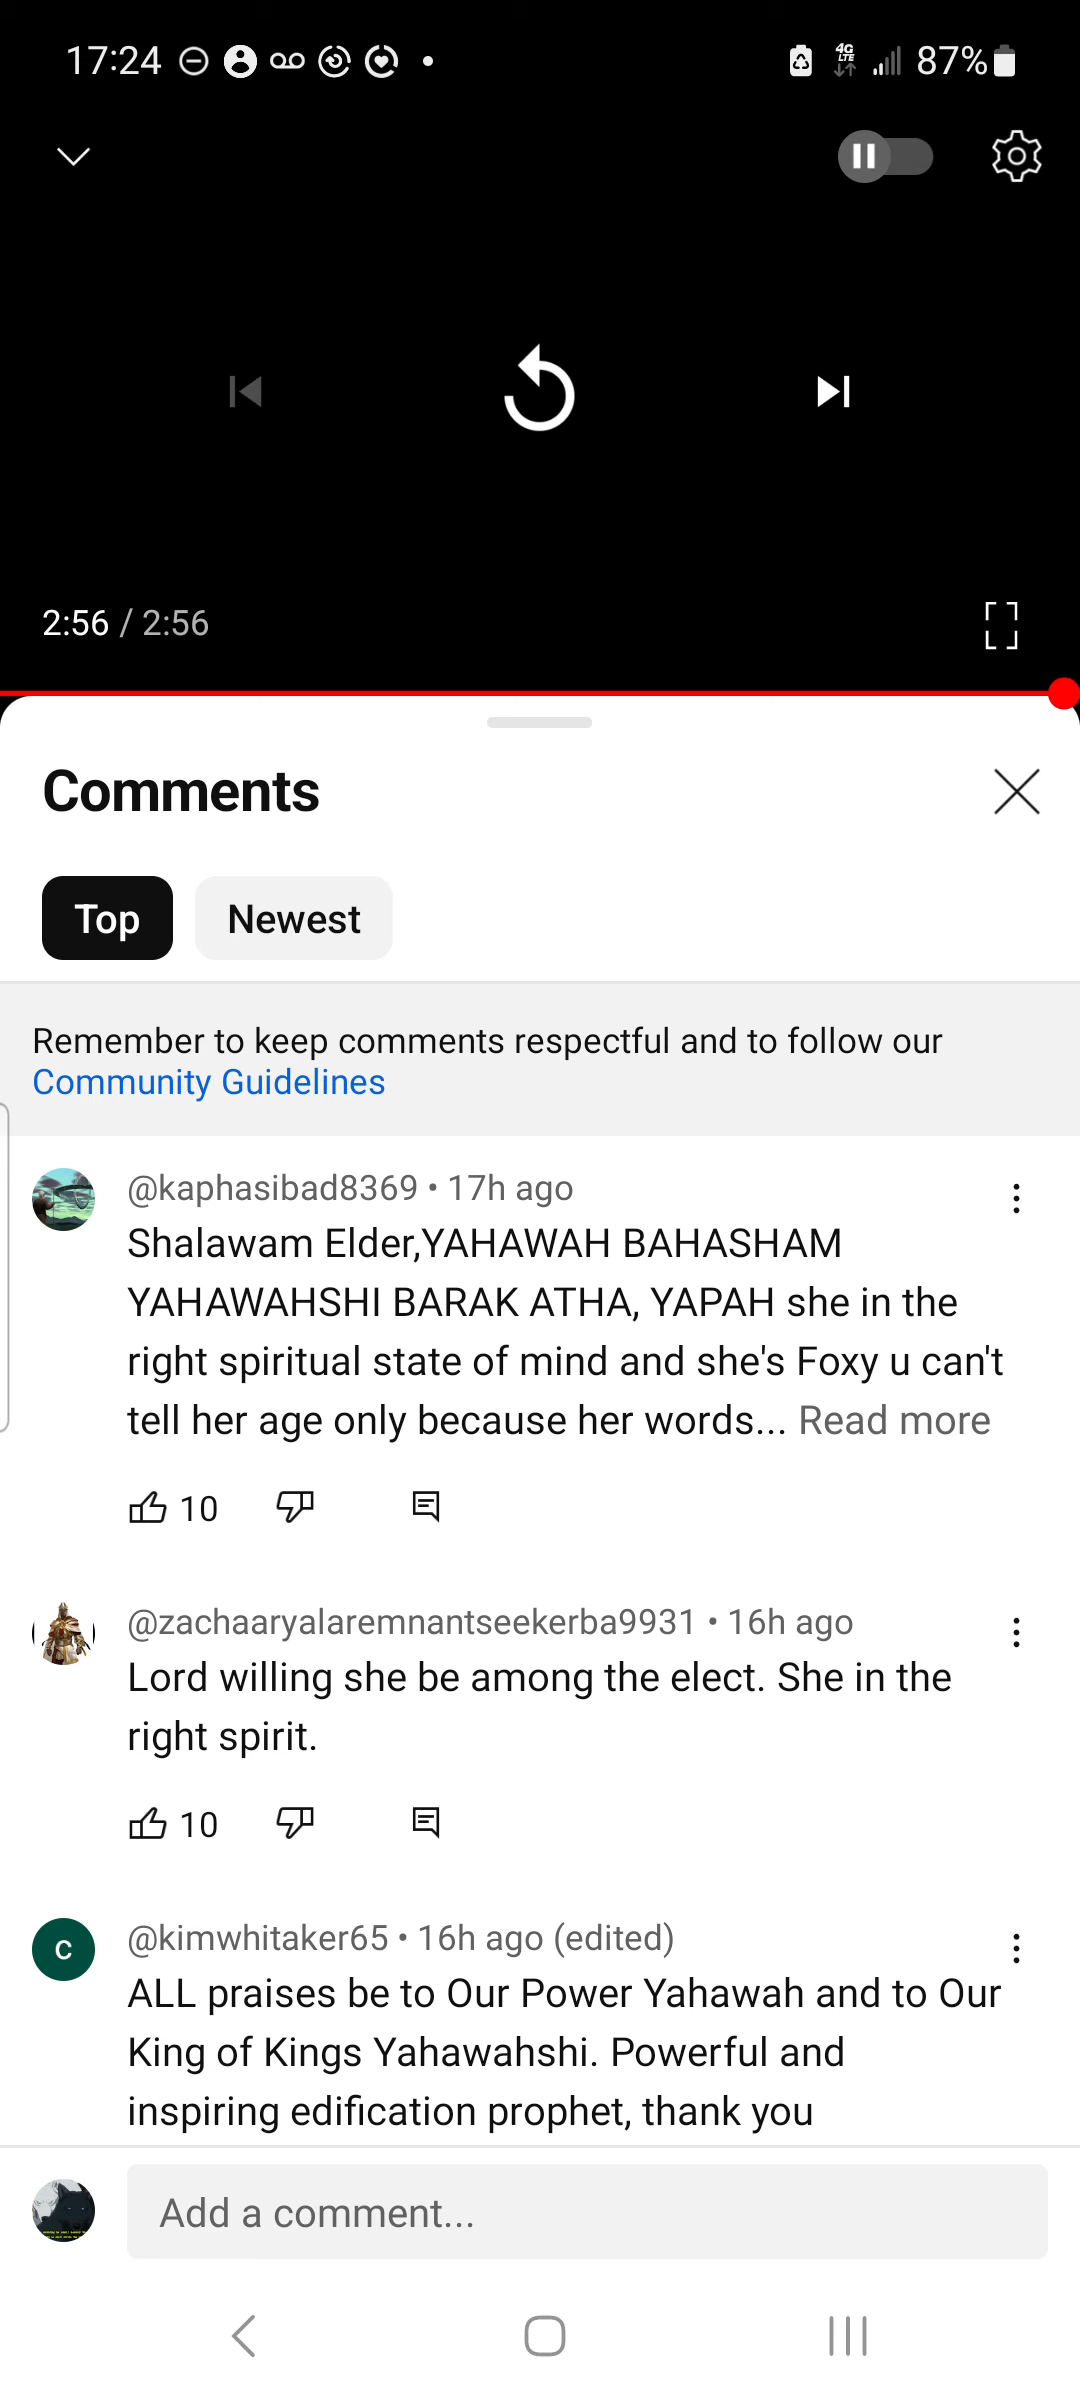 17:24
4G
LTE
87%
2:56 / 2:56
Comments
Top
Newest
Remember to keep comments respectful and to follow our
Community Guidelines
@kaphasibad8369 • 17h ago
Shalawam Elder,YAHAWAH BAHASHAM
YAHAWAHSHI BARAK ATHA, YAPAH she in the
right spiritual state of mind and she's Foxy u can't
tell her age only because her words... Read more
10
@zachaaryalaremnantseekerba9931 • 16h ago
Lord willing she be among the elect. She in the
right spirit.
10
C
@kimwhitaker65 • 16h ago (edited)
ALL praises be to Our Power Yahawah and to Our
King of Kings Yahawahshi. Powerful and
inspiring edification prophet, thank you
Add a comment...